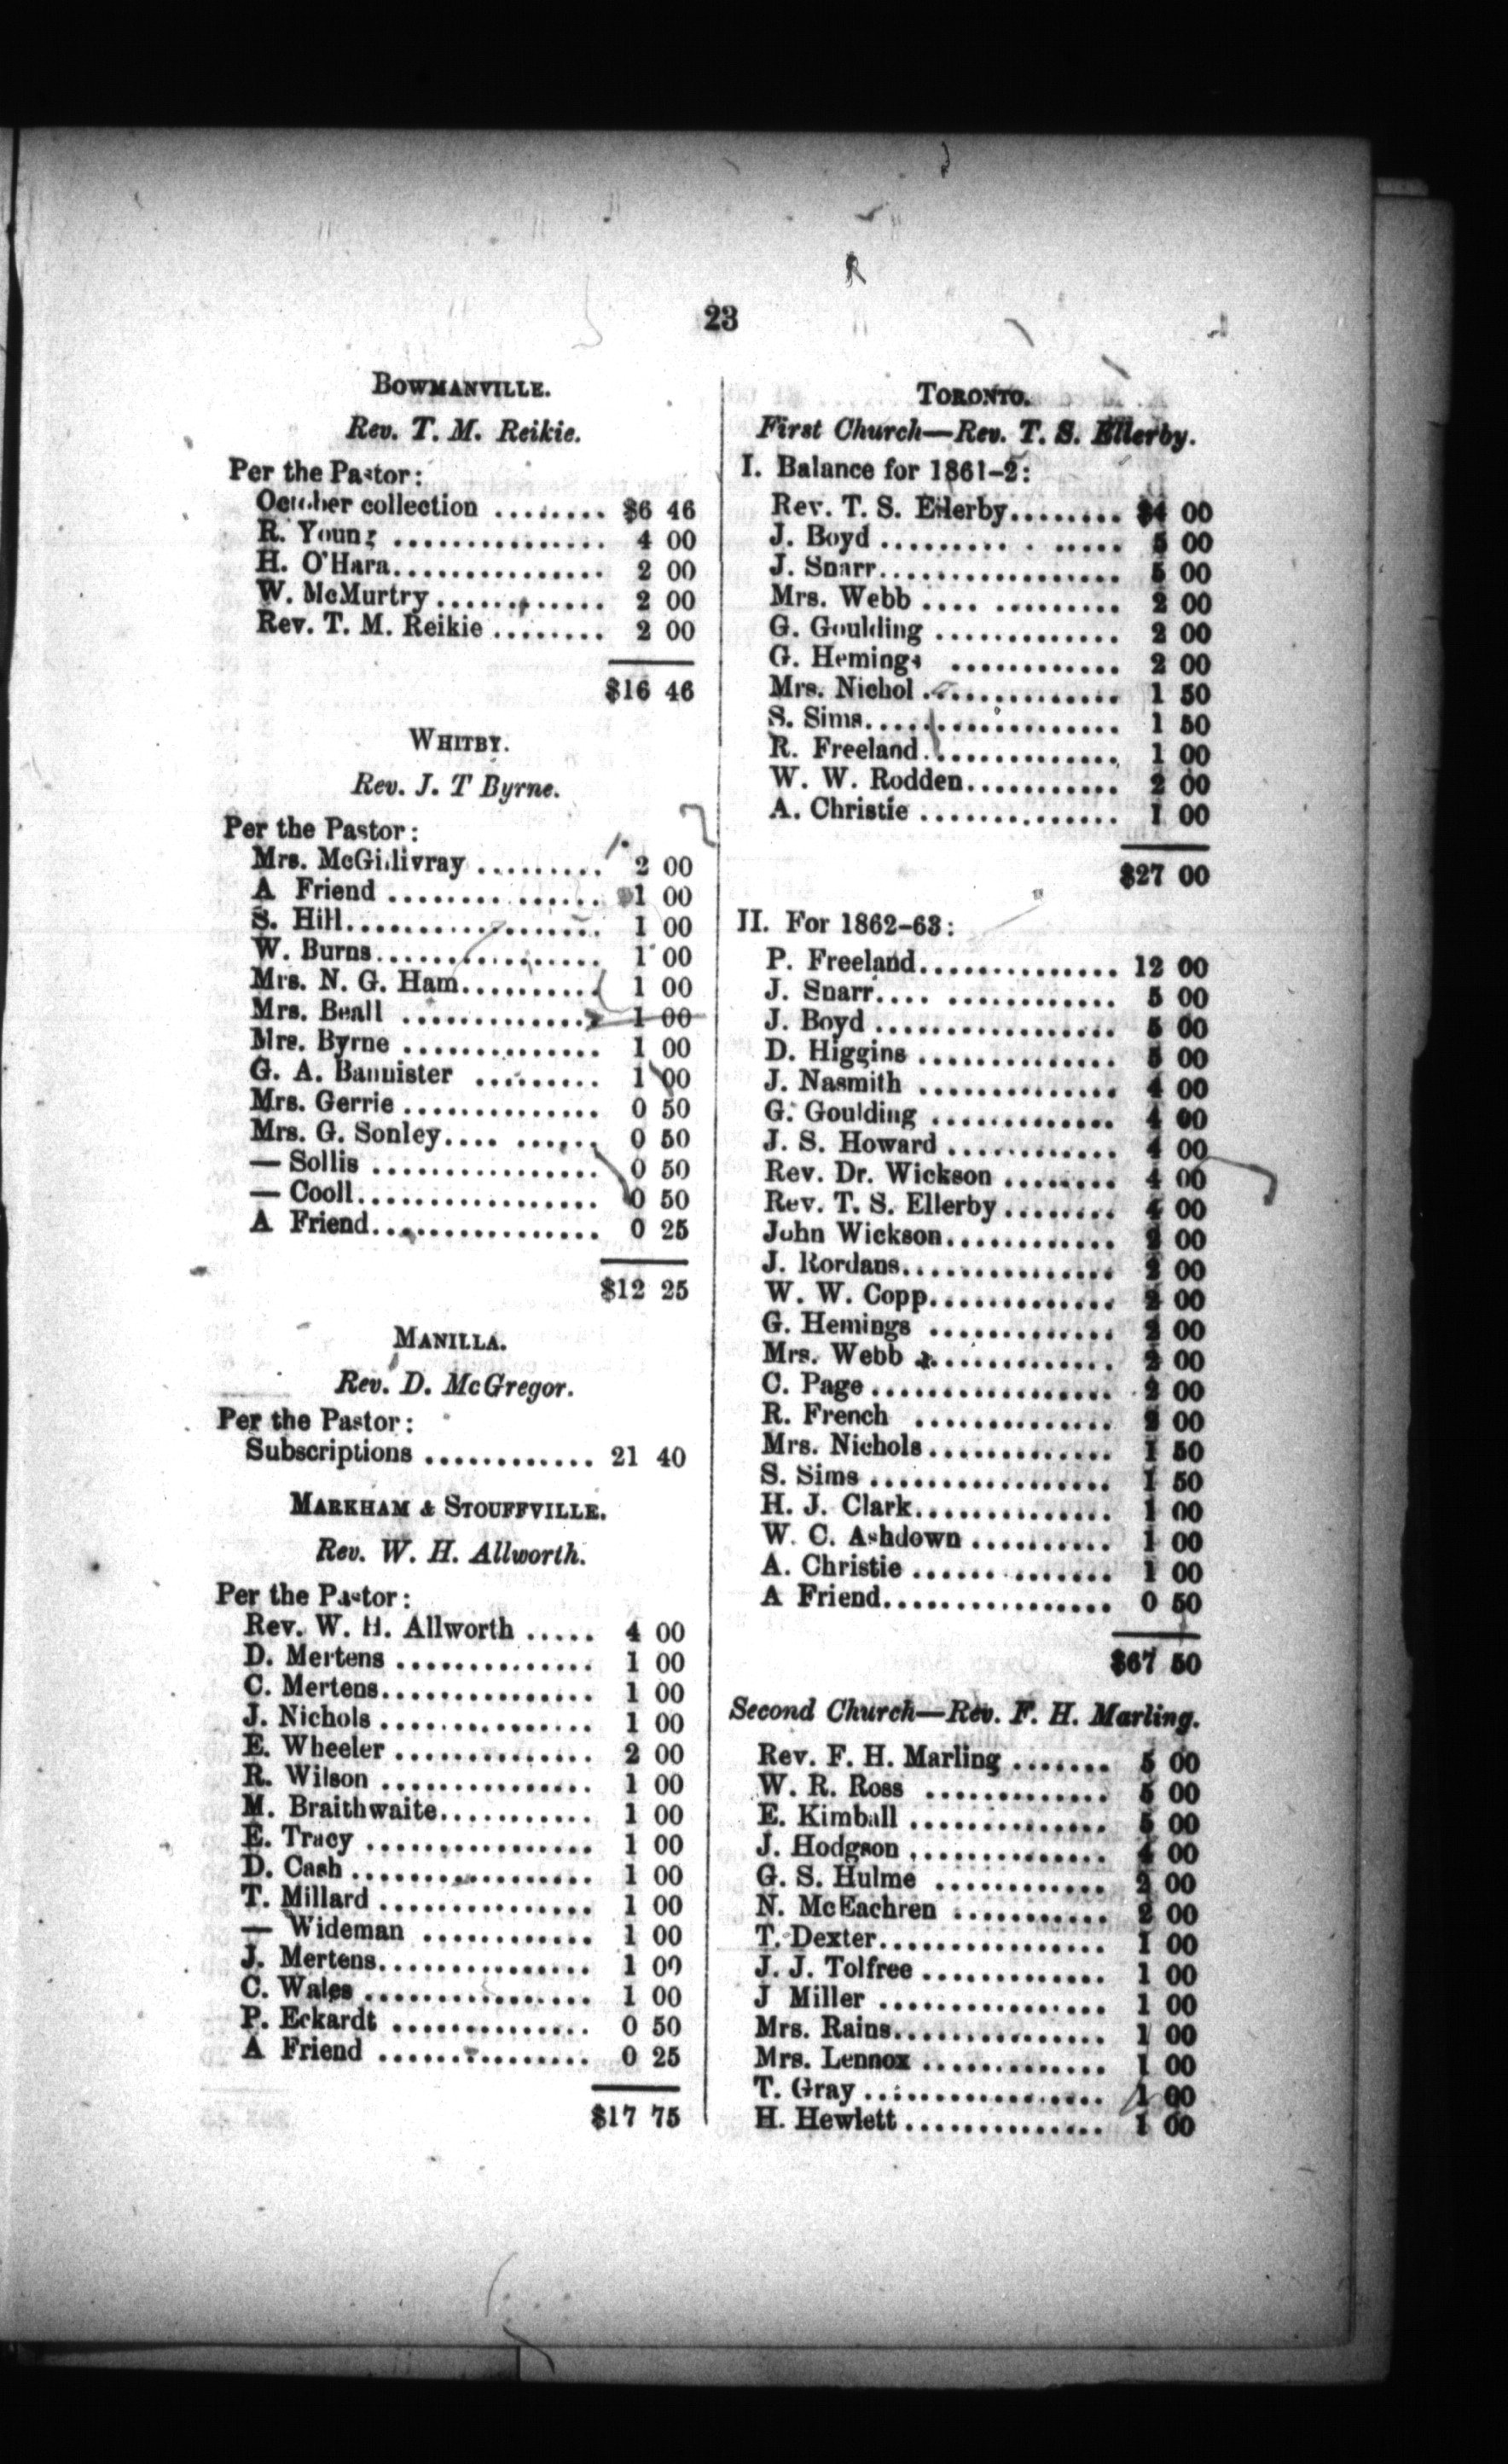 23
BOWMANVILLE.
Rev. T. M. Reikie.
Per the Pastor:
October collection ........ $6 46
R. Young ............... 4 00
H. O'Hara............... 2 00
W. McMurtry............ 2 00
Rev. T. M. Reikie ........ 2 00
$16 46
WHITBY.
Rev. J. T Byrne.
Per the Pastor:
Mrs. McGillivray ......... 2 00
A Friend .............. 1 00
S. Hill.................. 1 00
W. Burns................ 1 00
Mrs. N. G. Ham.......... 1 00
Mrs. Beall .............. 1 00
Mrs. Byrne .............. 1 00
G. A. Bannister ......... 1 00
Mrs. Gerrie .............. 0 50
Mrs. G. Sonley.... ...... 0 50
— Sollis ................ 0 50
— Cooll................. 0 50
A Friend................ 0 25
$12 25
MANILLA.
Rev. D. McGregor.
Per the Pastor:
Subscriptions ............ 21 40
MARKHAM & STOUFFVILLE.
Rev. W. H. Allworth.
Per the Pastor:
Rev. W. H. Allworth ..... 4 00
D. Mertens .............. 1 00
C. Mertens............... 1 00
J. Nichols ............... 1 00
E. Wheeler .............. 2 00
R. Wilson ............... 1 00
M. Braithwaite........... 1 00
E. Tracy ................ 1 00
D. Cash ................. 1 00
T. Millard ............... 1 00
— Wideman ............ 1 00
J. Mertens............... 1 00
C. Wales ................ 1 00
P. Eckardt .............. 0 50
A Friend ............... 0 25
$17 75
TORONTO.
First Church—Rev. T. S. Ellerby.
I. Balance for 1861-2:
Rev. T. S. Ellerby........ $4 00
J. Boyd ......... . ..... 5 00
J. Snarr.................. 5 00
Mrs. Webb .... ......... 2 00
G. Goulding ............. 2 00
G. Hemings ............ 2 00
Mrs. Nichol .............. 1 50
S. Sims................... 1 50
R. Freeland.............. 1 00
W. W. Rodden........... 2 00
A. Christie .............. 1 00
$27 00
II. For 1862-63:
P. Freeland.............. 12 00
J. Snarr.... ............ 5 00
J. Boyd ................. 5 00
D. Higgins .............. 5 00
J. Nasmith .............. 4 00
G. Goulding ............. 4 00
J. S. Howard ............ 4 00
Rev. Dr. Wickson ........ 4 00
Rev. T. S. Ellerby ........ 4 00
John Wickson............ 2 00
J. Rordans............... 2 00
W. W. Copp............. 2 00
G. Hemings ............. 2 00
Mrs. Webb .............. 2 00
C. Page ................. 2 00
R. French .............. 2 00
Mrs. Nichols............. 1 50
S. Sims ................. 1 50
H. J. Clark.............. 1 00
W. C. Ashdown .......... 1 00
A. Christie .............. 1 00
A Friend................ 0 50
$67 50
Second Church—Rev. F. H. Marling.
Rev. F. H. Marling ....... 5 00
W. R. Ross ............. 5 00
E. Kimball .............. 5 00
J. Hodgson .............. 4 00
G. S. Hulme ............ 2 00
N. McEachren ........... 2 00
T. Dexter................ 1 00
J. J. Tolfree ............. 1 00
J Miller ................ 1 00
Mrs. Rains............... 1 00
Mrs. Lennox ............. 1 00
T. Gray ................. 1 00
H. Hewlett .............. 1 00